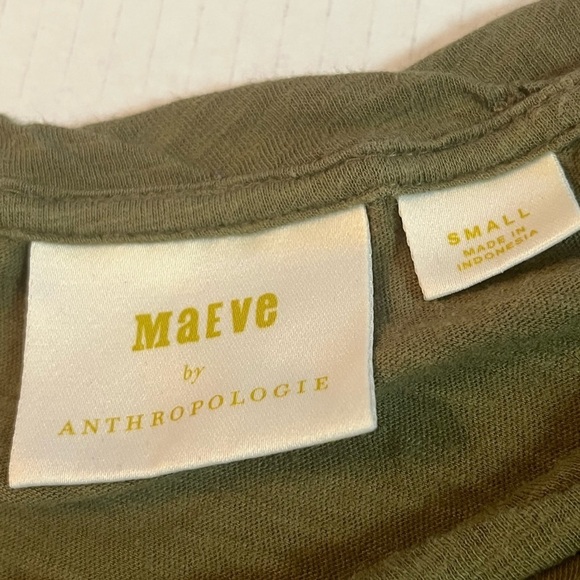 MaEve
by
ANTHROPOLOGIE
SMALL
MADE IN
INDONESIA